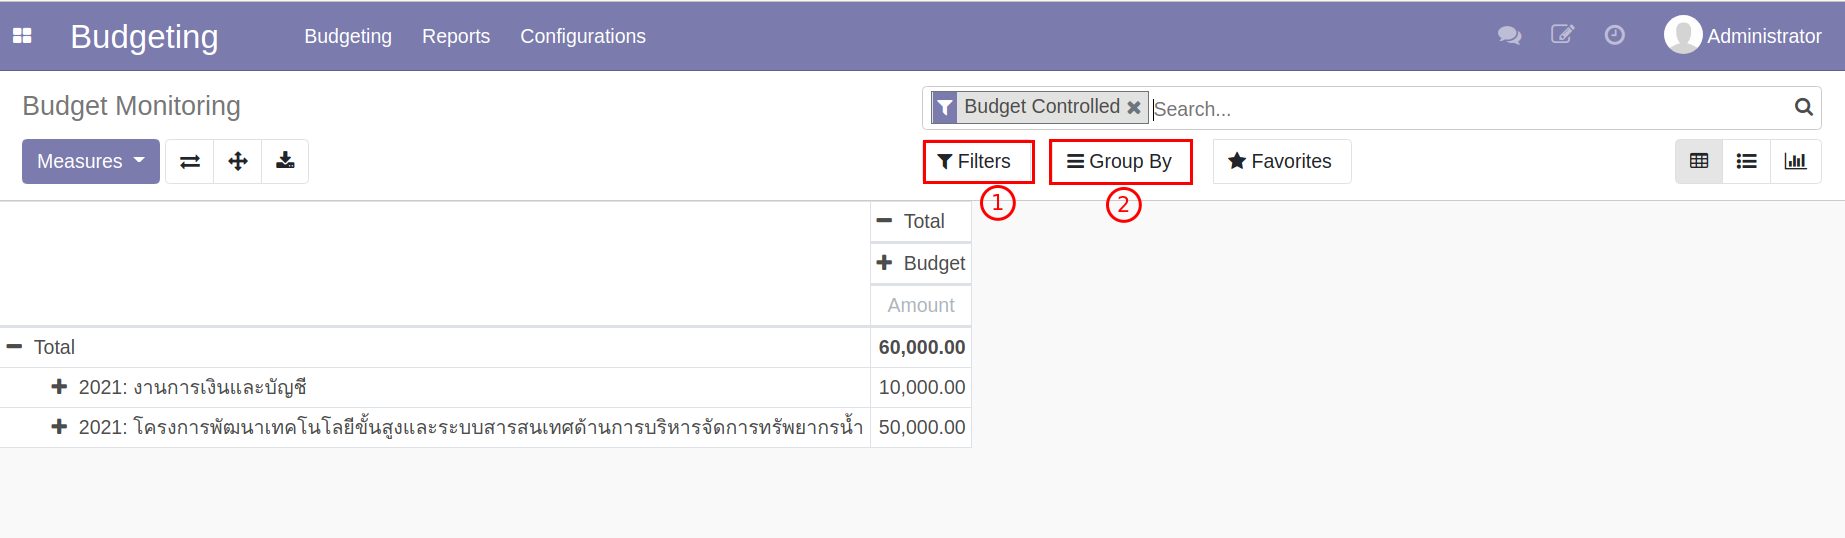 Budgeting Budgeting Reports Configurations Administrator
Budget Monitoring Budget Controlled Search...
Measures Filters Group By Favorites
1 2
Total
Budget
Amount
Total 60,000.00
2021: งานการเงินและบัญชี 10,000.00
2021: โครงการพัฒนาเทคโนโลยีขั้นสูงและระบบสารสนเทศด้านการบริหารจัดการทรัพยากรน้ำ 50,000.00